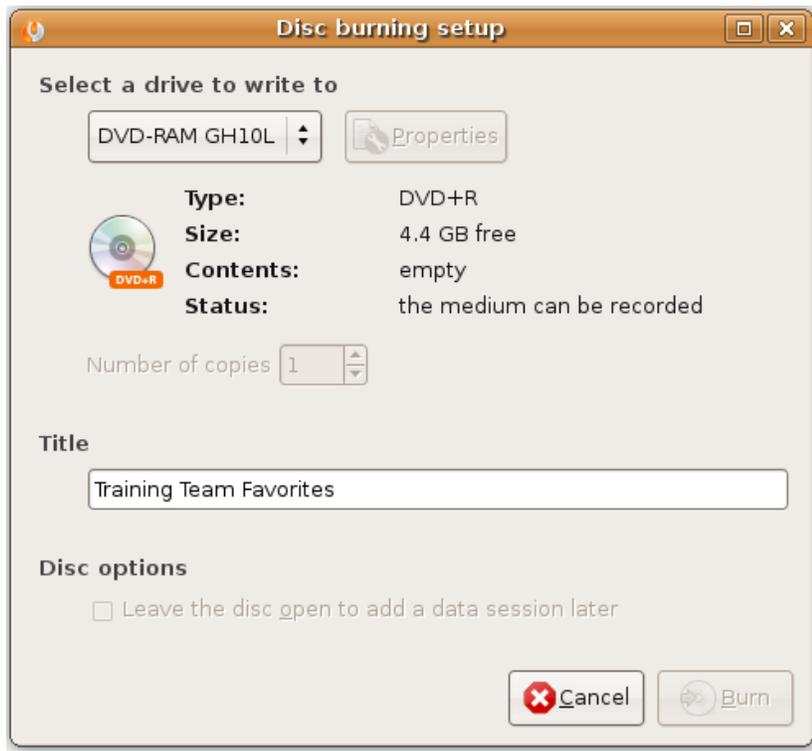 Disc burning setup
Select a drive to write to
DVD-RAM GH10L Properties
Type: DVD+R
Size: 4.4 GB free
Contents: empty
Status: the medium can be recorded
DVD+R
Number of copies 1
Title
Training Team Favorites
Disc options
Leave the disc open to add a data session later
Cancel Burn